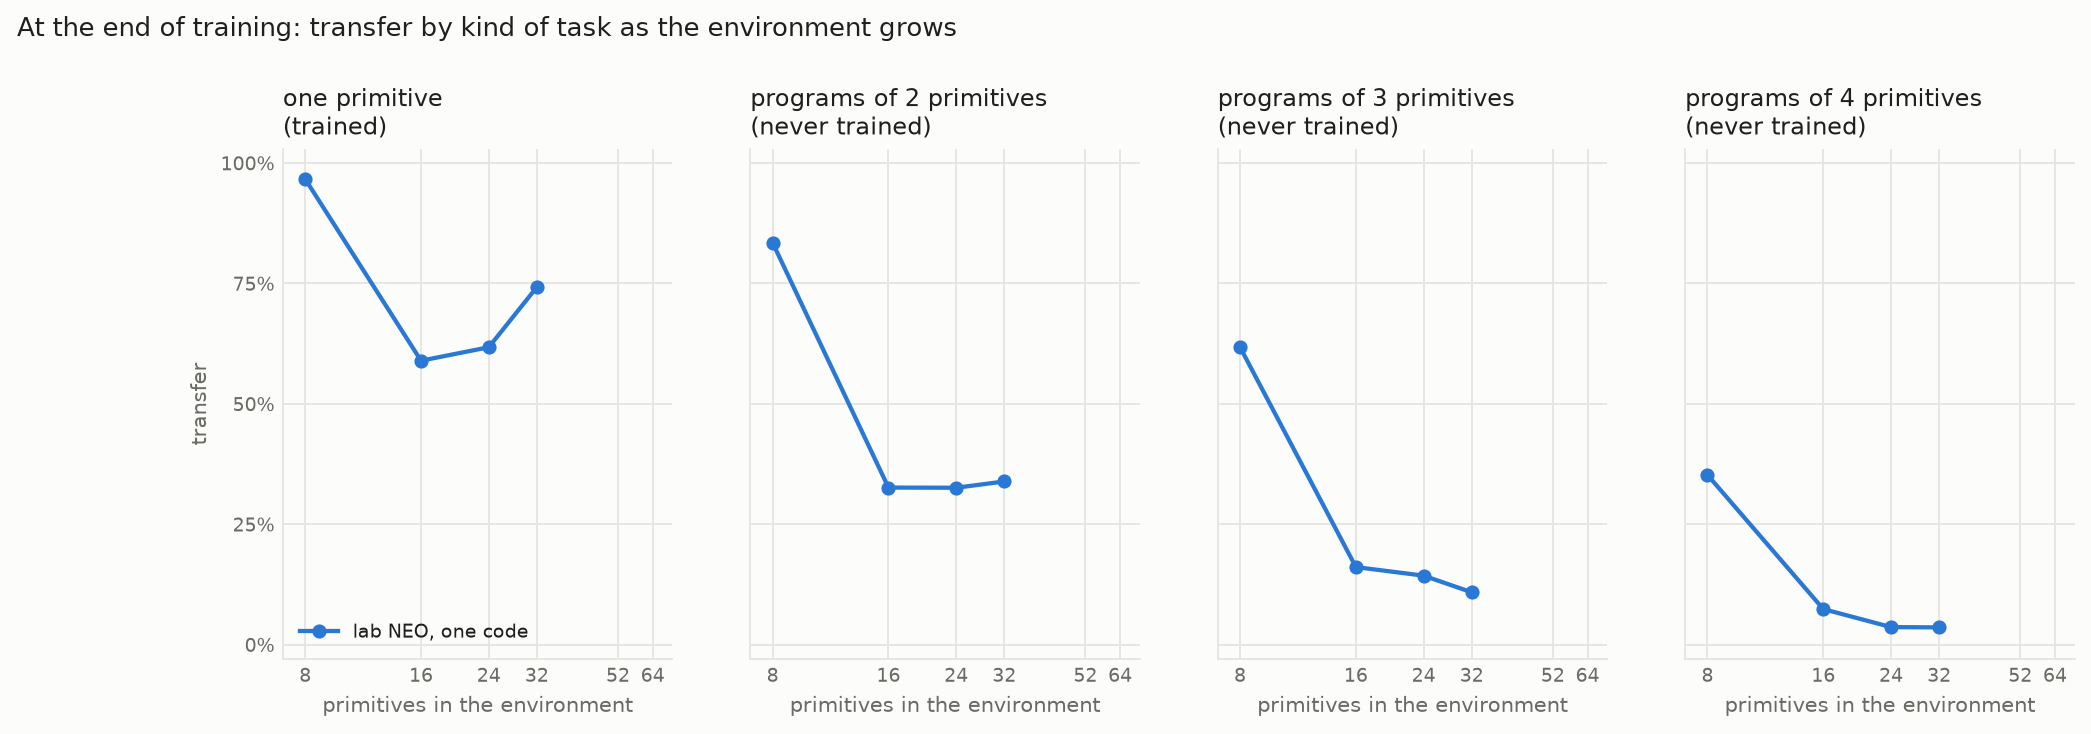 At the end of training: transfer by kind of task as the environment grows
one primitive
(trained)
programs of 2 primitives
(never trained)
programs of 3 primitives
(never trained)
programs of 4 primitives
(never trained)
transfer
100%
75%
50%
25%
0%
lab NEO, one code
8 16 24 32 52 64
primitives in the environment
8 16 24 32 52 64
primitives in the environment
8 16 24 32 52 64
primitives in the environment
8 16 24 32 52 64
primitives in the environment